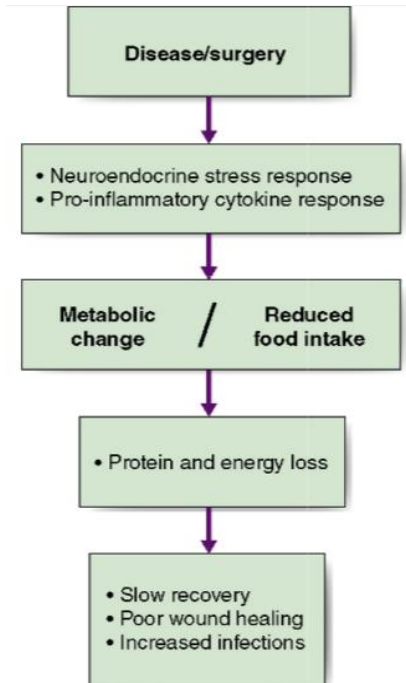 Disease/surgery
• Neuroendocrine stress response
• Pro-inflammatory cytokine response
Metabolic / Reduced
change food intake
• Protein and energy loss
• Slow recovery
• Poor wound healing
• Increased infections